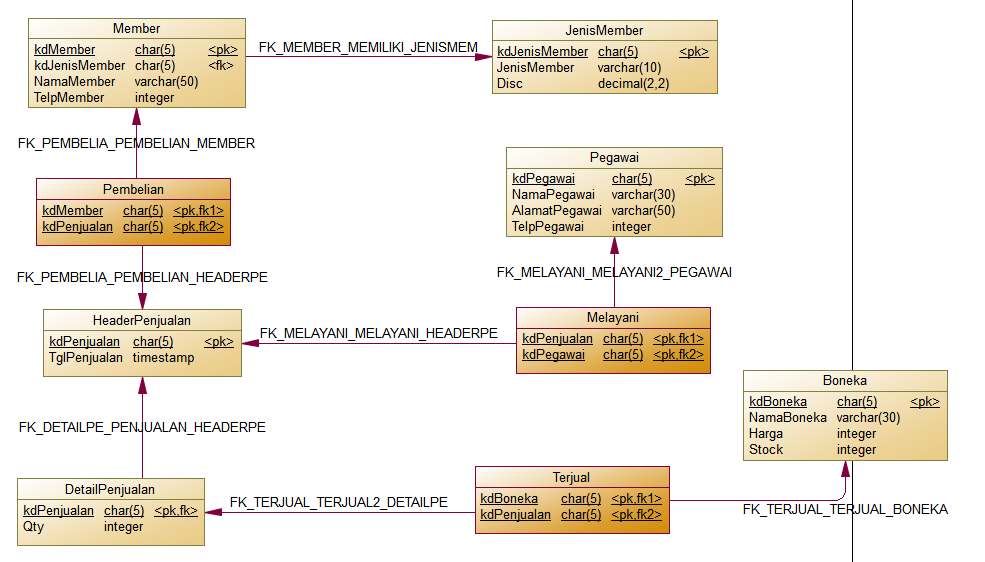 Member
kdMember char(5) <pk>
kdJenisMember char(5) <fk>
NamaMember varchar(50)
TelpMember integer
FK_MEMBER_MEMILIKI_JENISMEM
JenisMember
kdJenisMember char(5) <pk>
JenisMember varchar(10)
Disc decimal(2,2)
FK_PEMBELIA_PEMBELIAN_MEMBER
Pegawai
kdPegawai char(5) <pk>
NamaPegawai varchar(30)
AlamatPegawai varchar(50)
TelpPegawai integer
Pembelian
kdMember char(5) <pk,fk1>
kdPenjualan char(5) <pk,fk2>
FK_PEMBELIA_PEMBELIAN_HEADERPE
FK_MELAYANI_MELAYANI2_PEGAWAI
HeaderPenjualan
kdPenjualan char(5) <pk>
TglPenjualan timestamp
FK_MELAYANI_MELAYANI_HEADERPE
Melayani
kdPenjualan char(5) <pk,fk1>
kdPegawai char(5) <pk,fk2>
Boneka
kdBoneka char(5) <pk>
NamaBoneka varchar(30)
Harga integer
Stock integer
FK_DETAILPE_PENJUALAN_HEADERPE
DetailPenjualan
kdPenjualan char(5) <pk,fk>
Qty integer
FK_TERJUAL_TERJUAL2_DETAILPE
Terjual
kdBoneka char(5) <pk,fk1>
kdPenjualan char(5) <pk,fk2>
FK_TERJUAL_TERJUAL_BONEKA